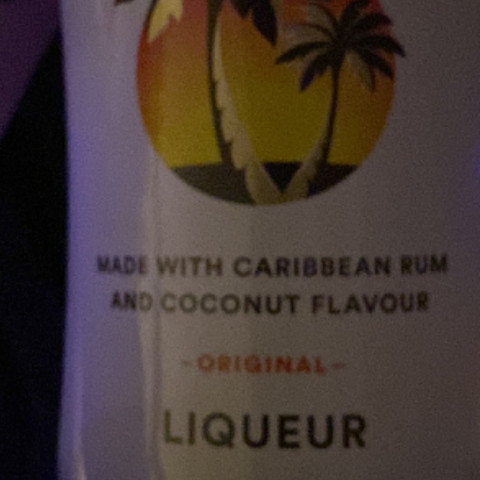 MADE WITH CARIBBEAN RUM
AND COCONUT FLAVOUR
-ORIGINAL-
LIQUEUR